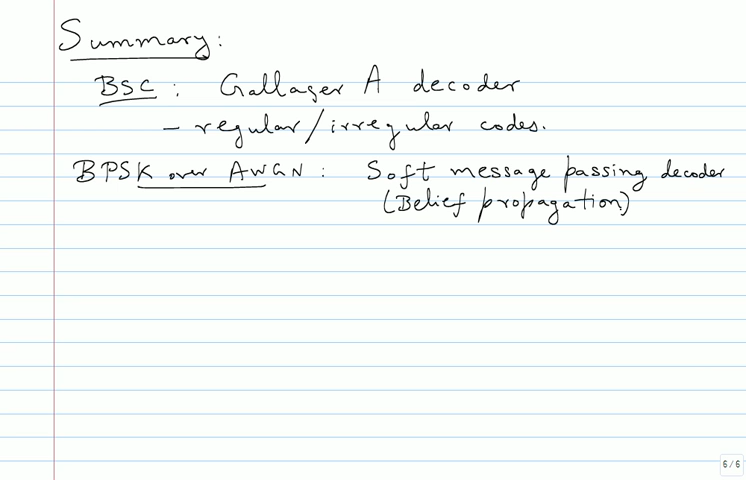 Summary:
BSC : Gallager A decoder
- regular/irregular codes.
BPSK over AWGN : Soft message passing decoder
(Belief propagation)
6/6